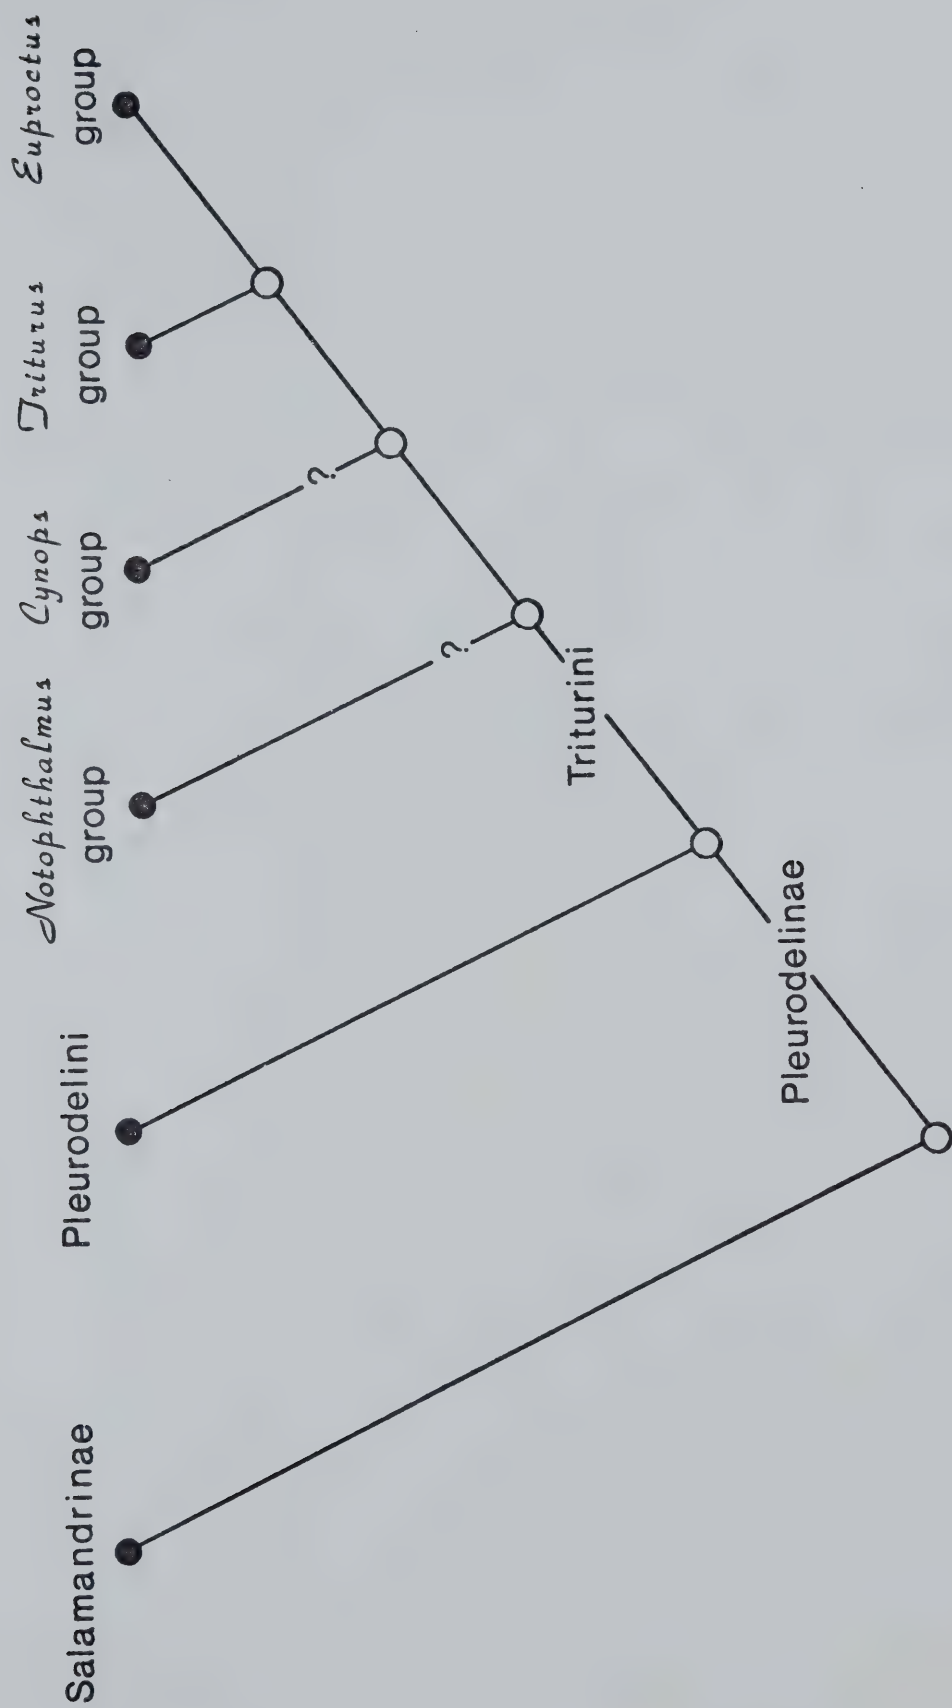 Salamandrinae
Pleurodelini
Notophthalmus
group
Cynops
group
Triturus
group
Euproctus
group
?
?
Triturini
Pleurodelinae